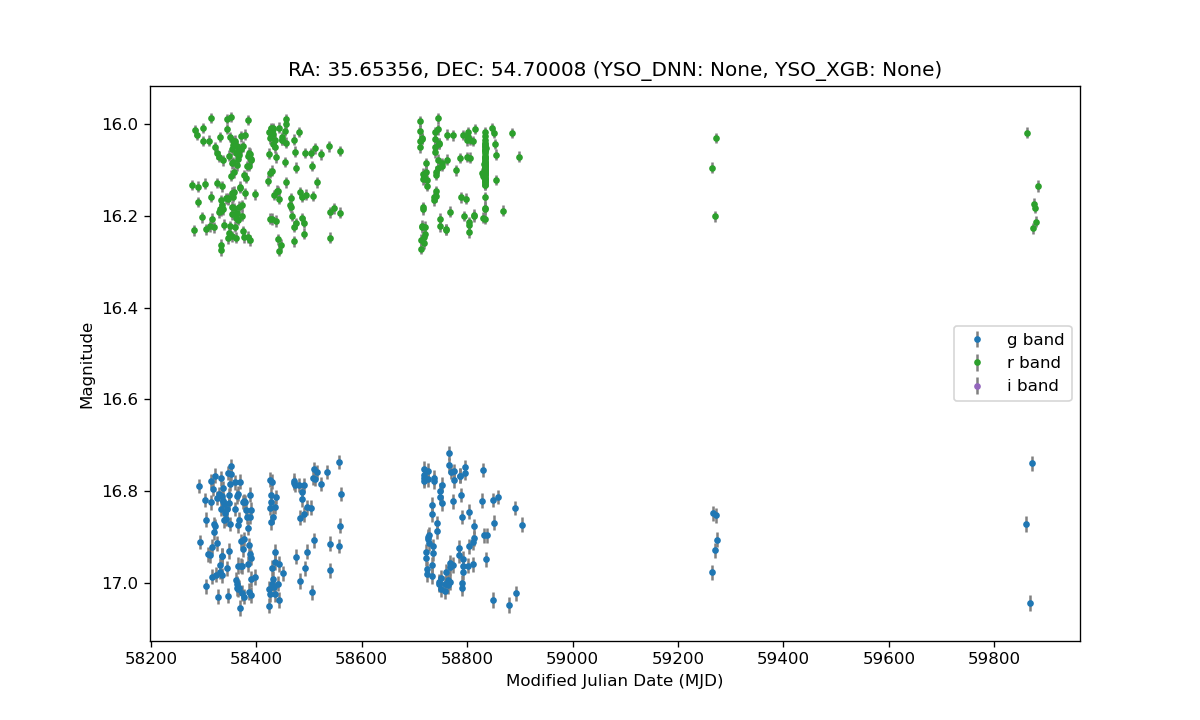 RA: 35.65356, DEC: 54.70008 (YSO_DNN: None, YSO_XGB: None)
16.0
16.2
16.4
16.6
16.8
17.0
Magnitude
g band
r band
i band
58200
58400
58600
58800
59000
59200
59400
59600
59800
Modified Julian Date (MJD)